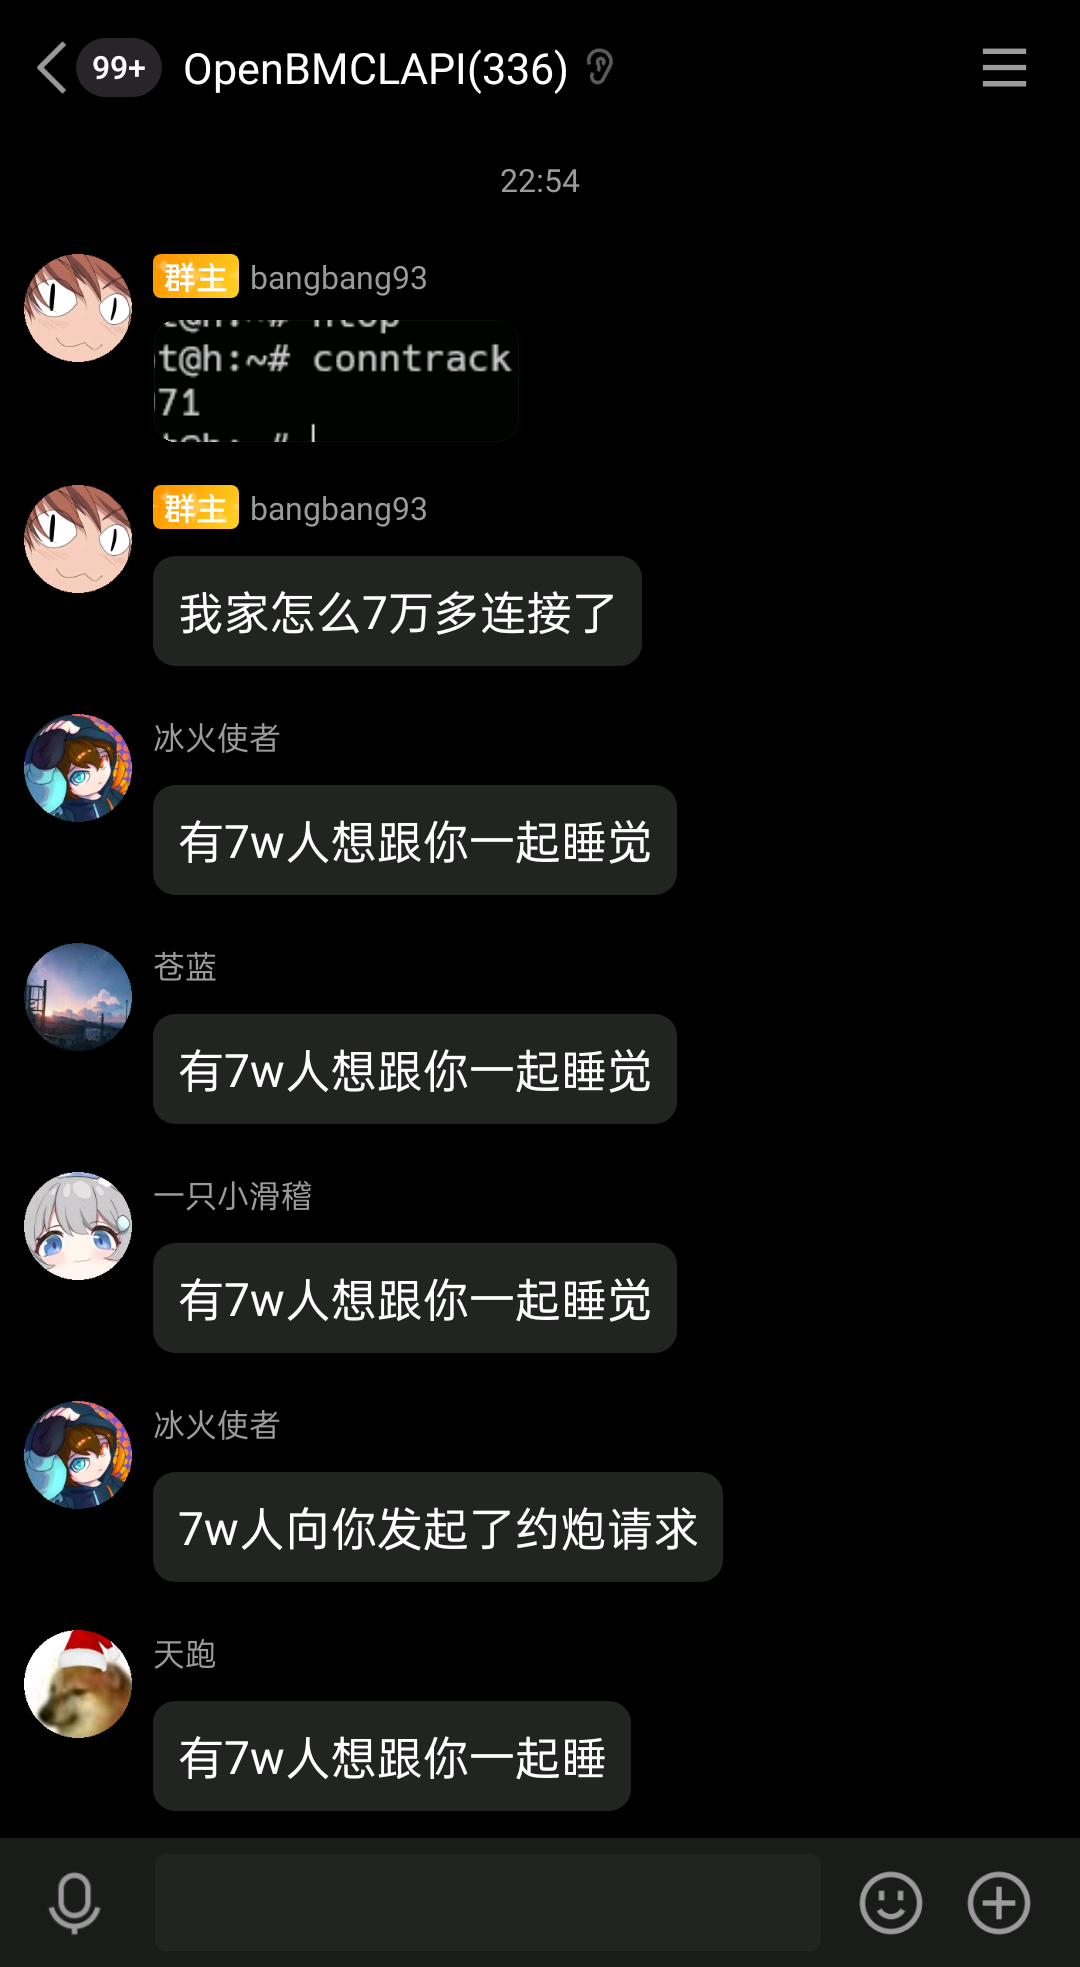 99+
OpenBMCLAPI(336)
22:54
群主 bangbang93
t@h:~# htop
t@h:~# conntrack
71
t@h:~#
群主 bangbang93
我家怎么7万多连接了
冰火使者
有7w人想跟你一起睡觉
苍蓝
有7w人想跟你一起睡觉
一只小滑稽
有7w人想跟你一起睡觉
冰火使者
7w人向你发起了约炮请求
天跑
有7w人想跟你一起睡